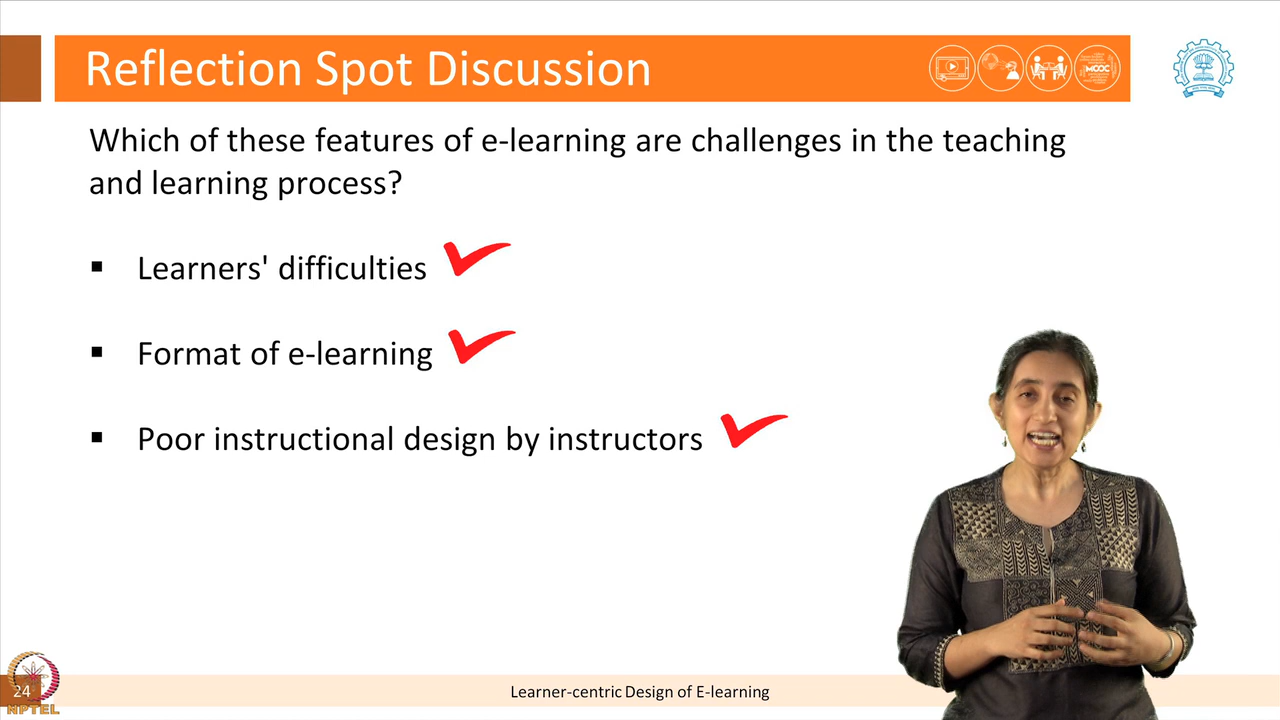 Reflection Spot Discussion
MOOC
Which of these features of e-learning are challenges in the teaching
and learning process?
▪ Learners' difficulties
▪ Format of e-learning
▪ Poor instructional design by instructors
24
NPTEL
Learner-centric Design of E-learning